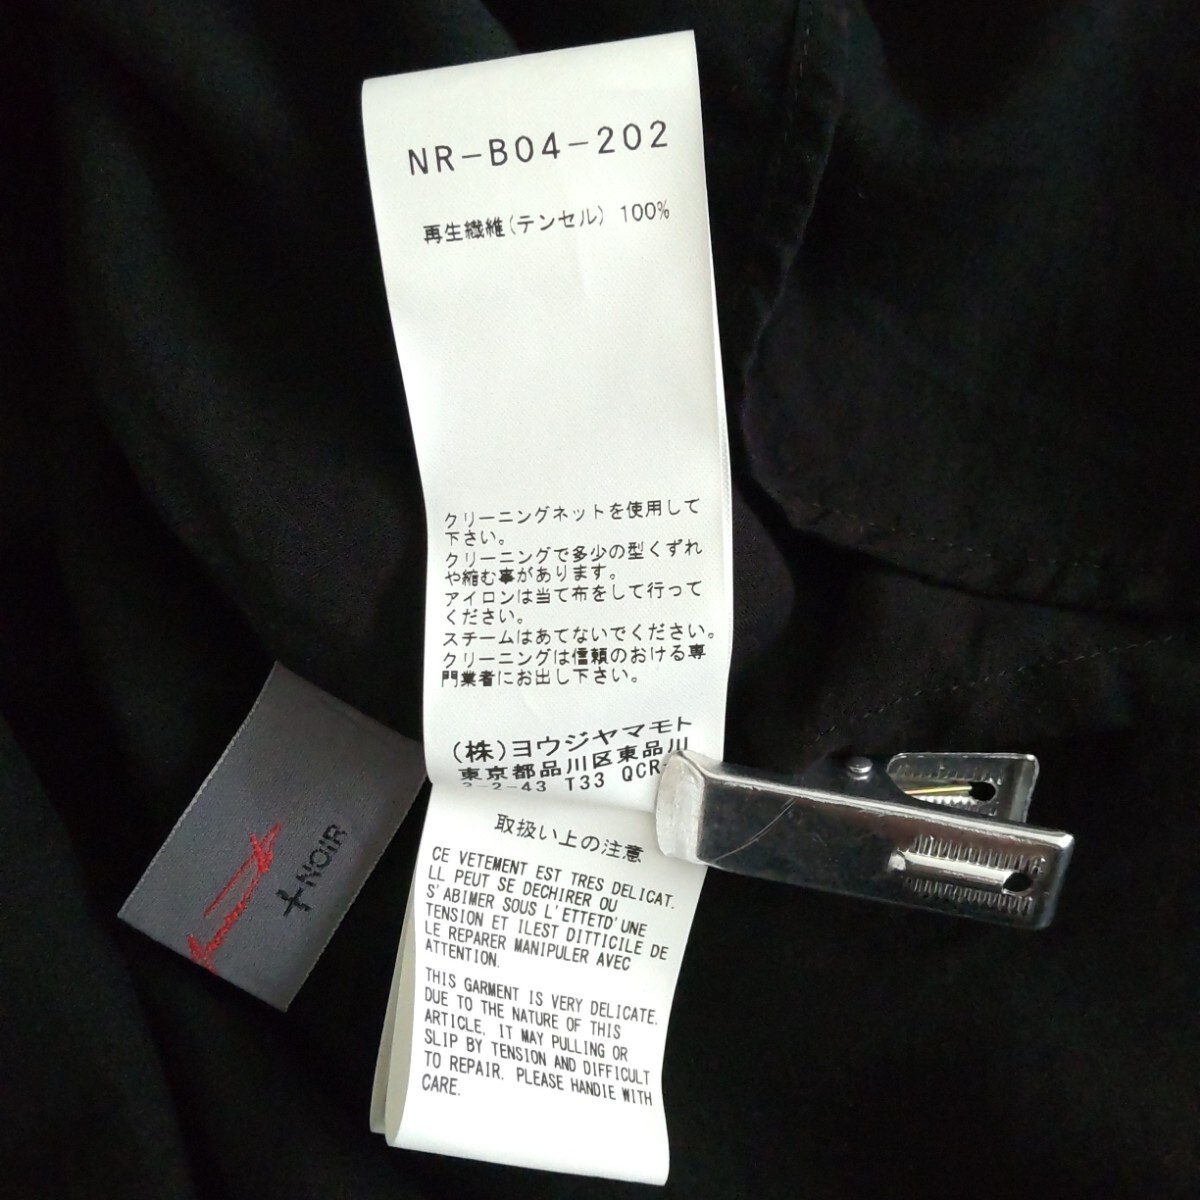 NR-B04-202
再生繊維(テンセル) 100%
クリーニングネットを使用して
下さい。
クリーニングで多少の型くずれ
や縮む事があります。
アイロンは当て布をして行って
ください。
スチームはあてないでください。
クリーニングは信頼のおける専
門業者にお出し下さい。
(株)ヨウジヤマモト
東京都品川区東品川
2-2-43 T33 QCR-
取扱い上の注意
CE VETEMENT EST TRES DELICAT.
LL PEUT SE DECHIRER OU
S'ABIMER SOUS L'ETTETD'UNE
TENSION ET ILEST DITTICILE DE
LE REPARER MANIPULER AVEC
ATTENTION.
THIS GARMENT IS VERY DELICATE.
DUE TO THE NATURE OF THIS
ARTICLE, IT MAY PULLING OR
SLIP BY TENSION AND DIFFICULT
TO REPAIR. PLEASE HANDIE WITH
CARE.
+NOIR